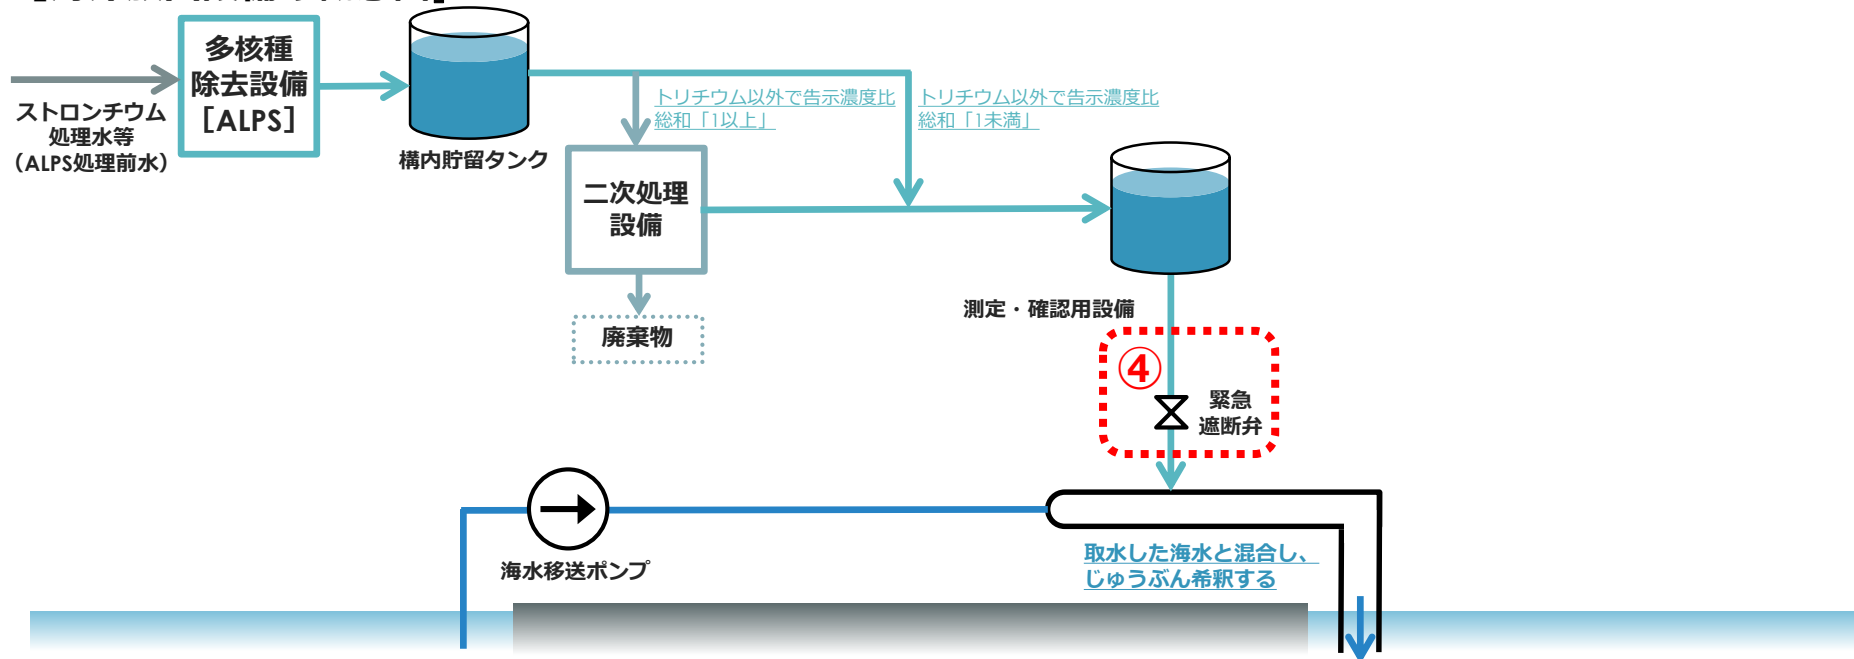 多核種
除去設備
［ALPS］
ストロンチウム
処理水等
（ALPS処理前水）
構内貯留タンク
トリチウム以外で告示濃度比
総和「1以上」
トリチウム以外で告示濃度比
総和「1未満」
二次処理
設備
廃棄物
測定・確認用設備
④
緊急
遮断弁
海水移送ポンプ
取水した海水と混合し、
じゅうぶん希釈する